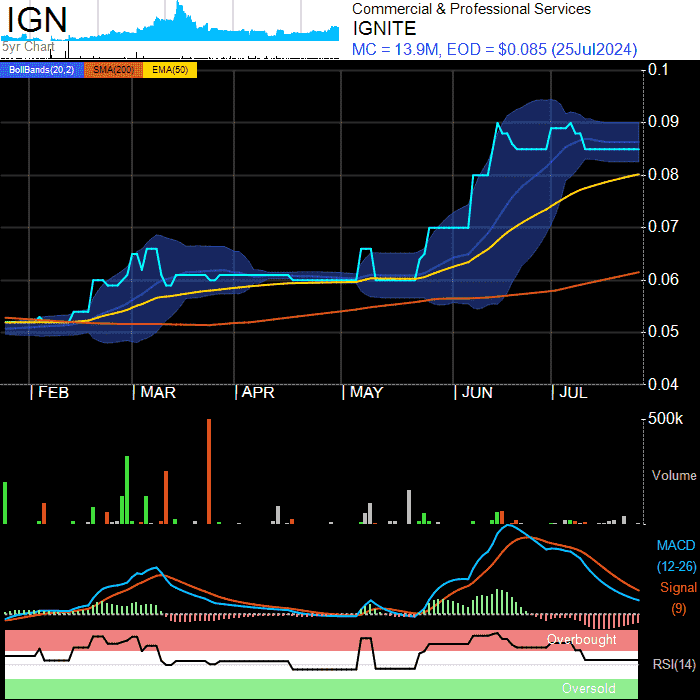 IGN
5yr Chart
Commercial & Professional Services
IGNITE
MC = 13.9M, EOD = $0.085 (25Jul2024)
BollBands(20,2) SMA(200) EMA(50)
0.1
0.09
0.08
0.07
0.06
0.05
0.04
FEB MAR APR MAY JUN JUL
500k
Volume
MACD
(12-26)
Signal
(9)
Overbought
RSI(14)
Oversold